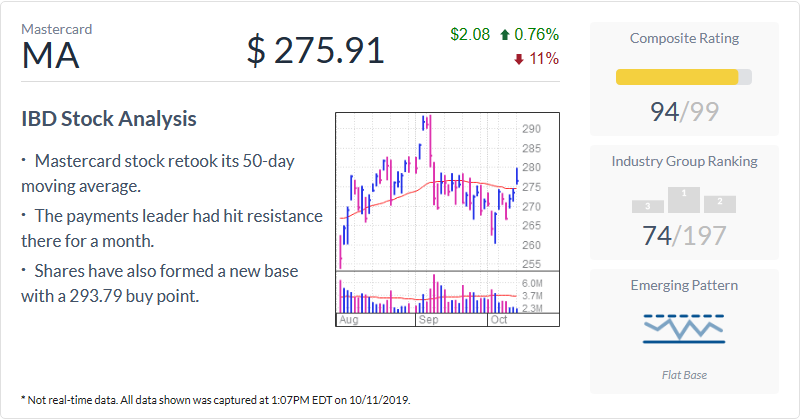 Mastercard
MA
$ 275.91
$2.08 0.76%
11%
IBD Stock Analysis
· Mastercard stock retook its 50-day
moving average.
· The payments leader had hit resistance
there for a month.
· Shares have also formed a new base
with a 293.79 buy point.
290
285
280
275
270
265
260
255
6.0M
3.7M
2.3M
Aug Sep Oct
Composite Rating
94/99
Industry Group Ranking
3 1 2
74/197
Emerging Pattern
Flat Base
* Not real-time data. All data shown was captured at 1:07PM EDT on 10/11/2019.